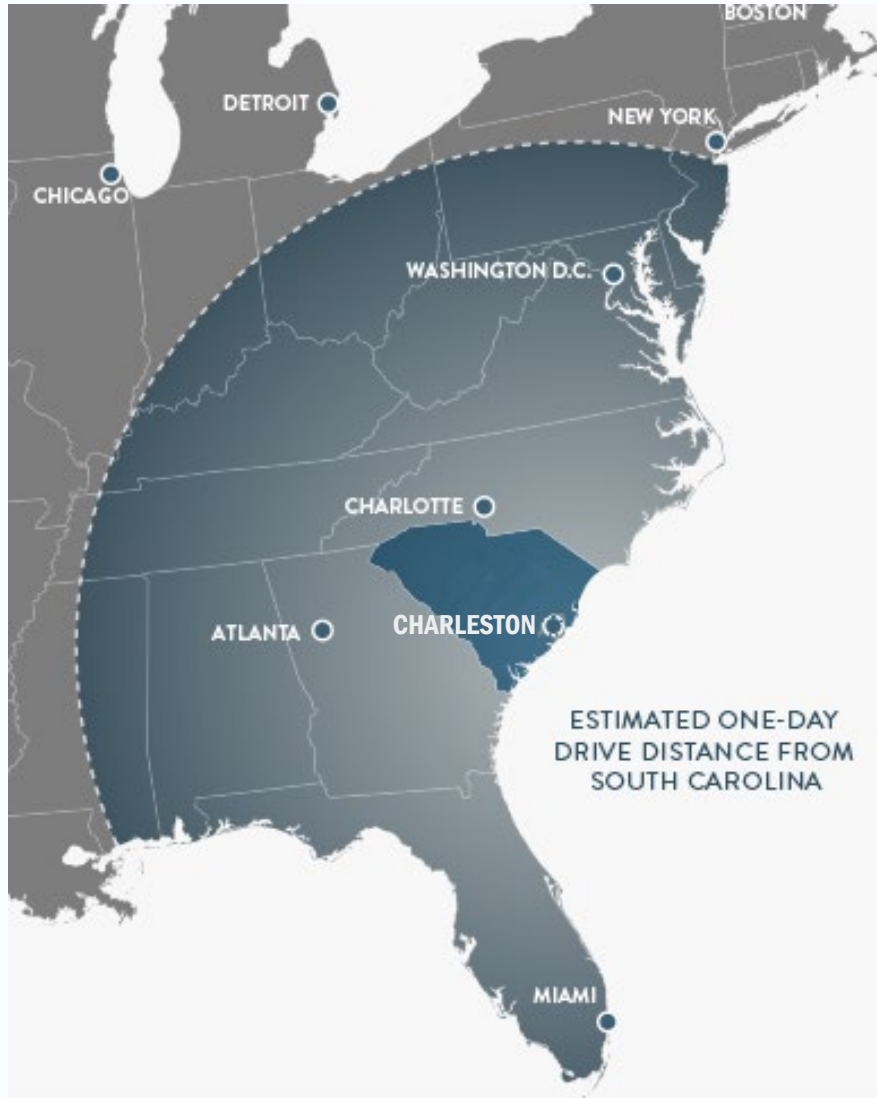 BOSTON
DETROIT
NEW YORK
CHICAGO
WASHINGTON D.C.
CHARLOTTE
ATLANTA
CHARLESTON
ESTIMATED ONE-DAY
DRIVE DISTANCE FROM
SOUTH CAROLINA
MIAMI